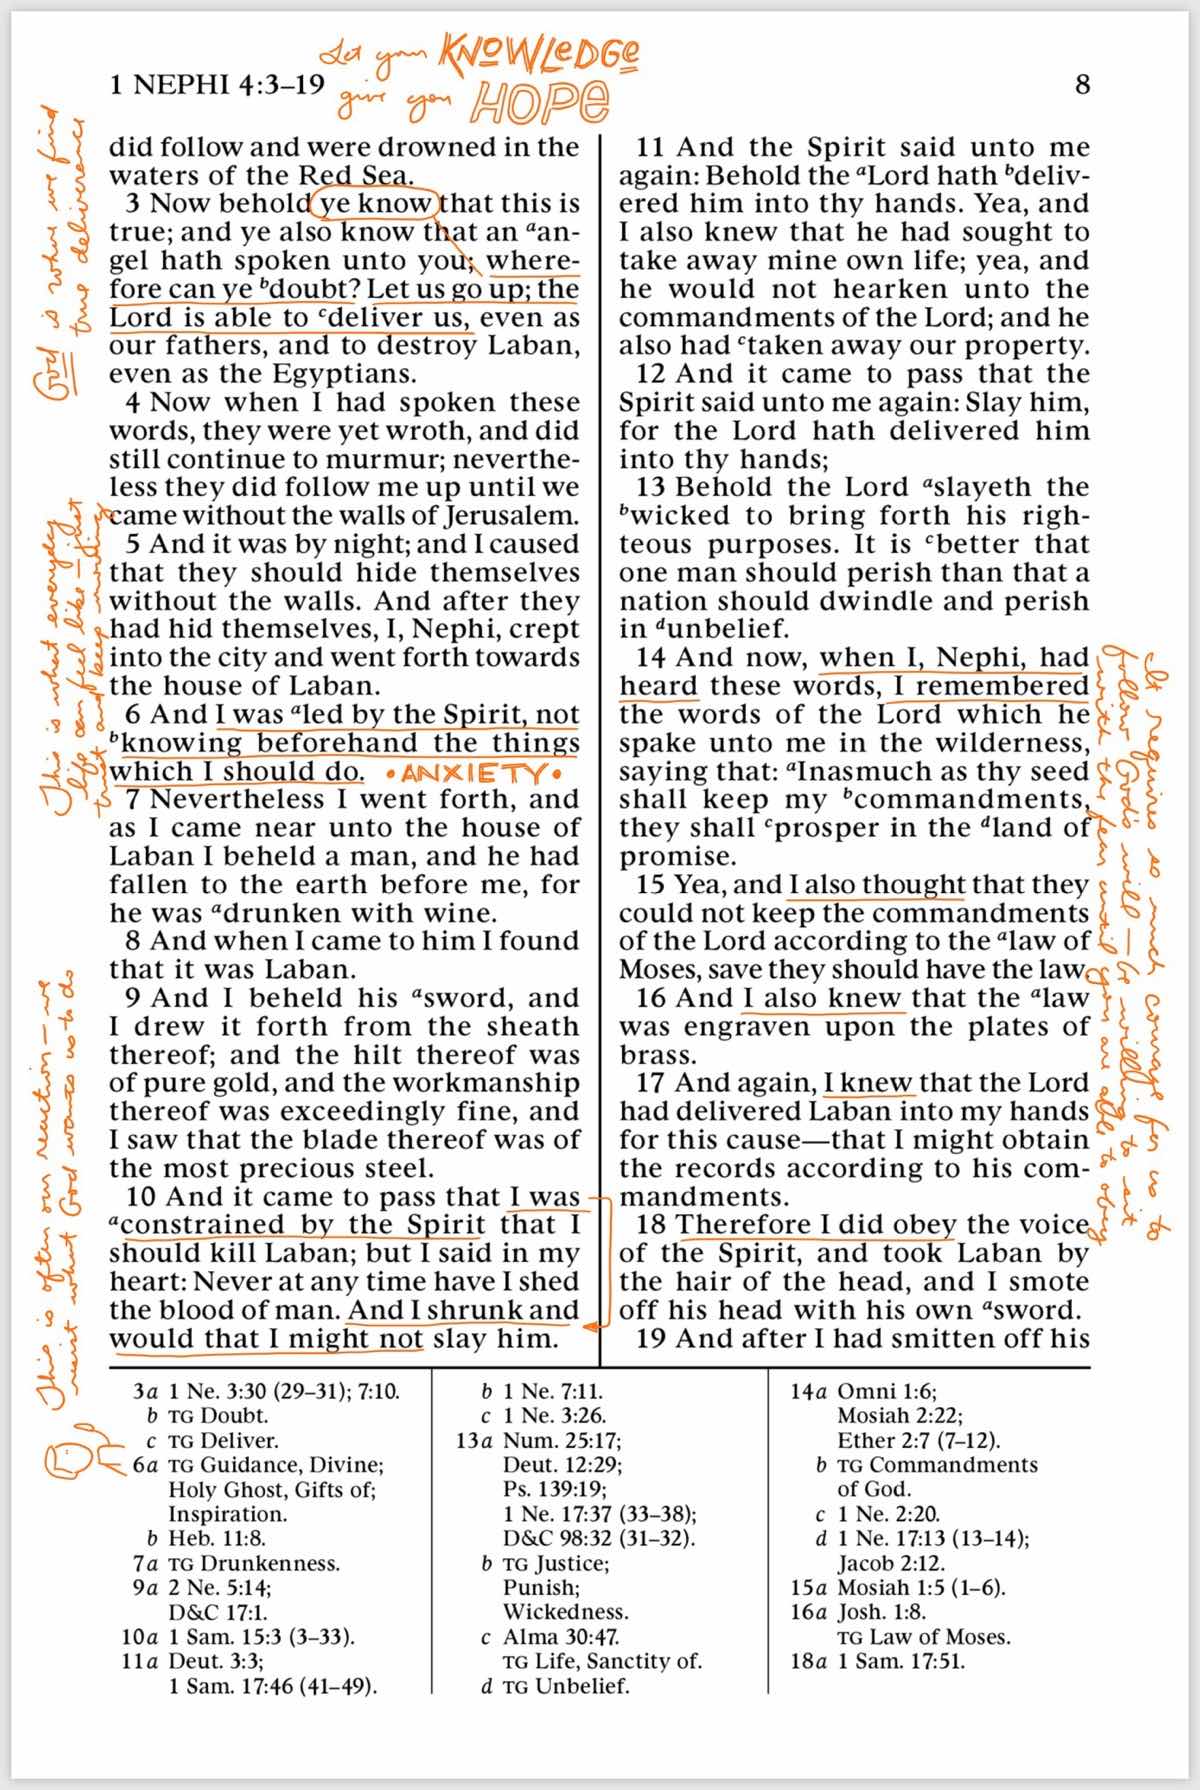 Let your KNOWLEDGE
give you HOPE
1 NEPHI 4:3–19
8
God is where we find
true deliverance
did follow and were drowned in the
waters of the Red Sea.
3 Now behold ye know that this is
true; and ye also know that an ᵃan-
gel hath spoken unto you; where-
fore can ye ᵇdoubt? Let us go up; the
Lord is able to ᶜdeliver us, even as
our fathers, and to destroy Laban,
even as the Egyptians.
4 Now when I had spoken these
words, they were yet wroth, and did
still continue to murmur; neverthe-
less they did follow me up until we
came without the walls of Jerusalem.
5 And it was by night; and I caused
that they should hide themselves
without the walls. And after they
had hid themselves, I, Nephi, crept
into the city and went forth towards
the house of Laban.
6 And I was ᵃled by the Spirit, not
ᵇknowing beforehand the things
which I should do. •ANXIETY•
This is what everyday
life can feel like – just
trust and keep working
7 Nevertheless I went forth, and
as I came near unto the house of
Laban I beheld a man, and he had
fallen to the earth before me, for
he was ᵃdrunken with wine.
8 And when I came to him I found
that it was Laban.
9 And I beheld his ᵃsword, and
I drew it forth from the sheath
thereof; and the hilt thereof was
of pure gold, and the workmanship
thereof was exceedingly fine, and
I saw that the blade thereof was of
the most precious steel.
10 And it came to pass that I was
ᵃconstrained by the Spirit that I
should kill Laban; but I said in my
heart: Never at any time have I shed
the blood of man. And I shrunk and
would that I might not slay him.
This is often our reaction – we
resist what God wants us to do
11 And the Spirit said unto me
again: Behold the ᵃLord hath ᵇdeliv-
ered him into thy hands. Yea, and
I also knew that he had sought to
take away mine own life; yea, and
he would not hearken unto the
commandments of the Lord; and he
also had ᶜtaken away our property.
12 And it came to pass that the
Spirit said unto me again: Slay him,
for the Lord hath delivered him
into thy hands;
13 Behold the Lord ᵃslayeth the
ᵇwicked to bring forth his righ-
teous purposes. It is ᶜbetter that
one man should perish than that a
nation should dwindle and perish
in ᵈunbelief.
14 And now, when I, Nephi, had
heard these words, I remembered
the words of the Lord which he
spake unto me in the wilderness,
saying that: ᵃInasmuch as thy seed
shall keep my ᵇcommandments,
they shall ᶜprosper in the ᵈland of
promise.
15 Yea, and I also thought that they
could not keep the commandments
of the Lord according to the ᵃlaw of
Moses, save they should have the law.
16 And I also knew that the ᵃlaw
was engraven upon the plates of
brass.
17 And again, I knew that the Lord
had delivered Laban into my hands
for this cause—that I might obtain
the records according to his com-
mandments.
18 Therefore I did obey the voice
of the Spirit, and took Laban by
the hair of the head, and I smote
off his head with his own ᵃsword.
19 And after I had smitten off his
It requires so much courage for us to
follow God's will – be willing to sit
with the fear until you are able to obey
3a 1 Ne. 3:30 (29–31); 7:10.
b TG Doubt.
c TG Deliver.
6a TG Guidance, Divine;
Holy Ghost, Gifts of;
Inspiration.
b Heb. 11:8.
7a TG Drunkenness.
9a 2 Ne. 5:14;
D&C 17:1.
10a 1 Sam. 15:3 (3–33).
11a Deut. 3:3;
1 Sam. 17:46 (41–49).
b 1 Ne. 7:11.
c 1 Ne. 3:26.
13a Num. 25:17;
Deut. 12:29;
Ps. 139:19;
1 Ne. 17:37 (33–38);
D&C 98:32 (31–32).
b TG Justice;
Punish;
Wickedness.
c Alma 30:47.
TG Life, Sanctity of.
d TG Unbelief.
14a Omni 1:6;
Mosiah 2:22;
Ether 2:7 (7–12).
b TG Commandments
of God.
c 1 Ne. 2:20.
d 1 Ne. 17:13 (13–14);
Jacob 2:12.
15a Mosiah 1:5 (1–6).
16a Josh. 1:8.
TG Law of Moses.
18a 1 Sam. 17:51.